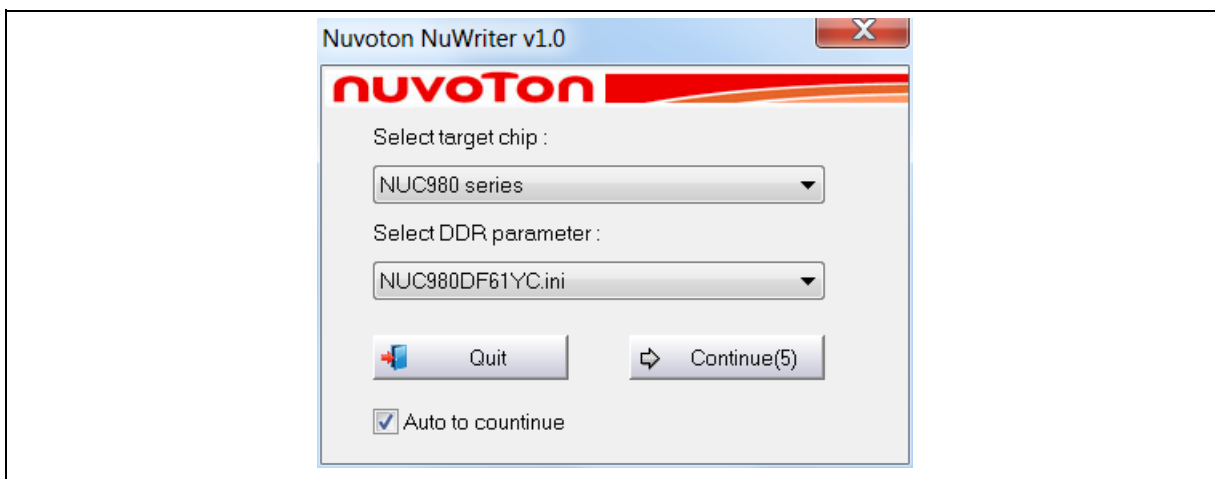 Nuvoton NuWriter v1.0
nuvoTon
Select target chip :
NUC980 series
Select DDR parameter :
NUC980DF61YC.ini
Quit
Continue(5)
Auto to countinue